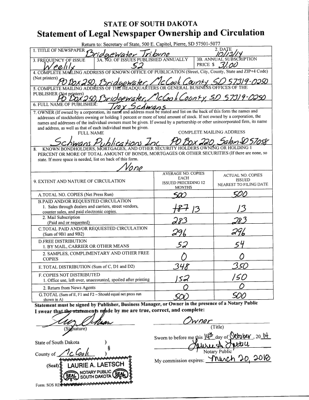 STATE OF SOUTH DAKOTA
Statement of Legal Newspaper Ownership and Circulation
Return to: Secretary of State, 500 E. Capitol, Pierre, SD 57501-5077
1. TITLE OF NEWSPAPER Bridgewater Tribune
2. DATE 10/13/14
3. FREQUENCY OF ISSUE Weekly
3A. NO. OF ISSUES PUBLISHED ANNUALLY 52
3B. ANNUAL SUBSCRIPTION PRICE $ 31.00
4. COMPLETE MAILING ADDRESS OF KNOWN OFFICE OF PUBLICATION (Street, City, County, State and ZIP+4 Code)
(Not printers) PO Box 250, Bridgewater, McCook County, SD 57319-0250
5. COMPLETE MAILING ADDRESS OF THE HEADQUARTERS OR GENERAL BUSINESS OFFICES OF THE
PUBLISHER (Not printer)
PO Box 250, Bridgewater, McCook County, SD 57319-0250
6. FULL NAME OF PUBLISHER Troy Schwans
7. OWNER (If owned by a corporation, its name and address must be stated and list on the back of this form the names and
addresses of stockholders owning or holding 1 percent or more of total amount of stock. If not owned by a corporation, the
names and addresses of the individual owners must be given. If owned by a partnership or other unincorporated firm, its name
and address, as well as that of each individual must be given.
FULL NAME
COMPLETE MAILING ADDRESS
Schwans Publications Inc PO Box 220, Salem SD 57058
8. KNOWN BONDHOLDERS, MORTGAGES, AND OTHER SECURITY HOLDERS OWNING OR HOLDING 1
PERCENT OR MORE OF TOTAL AMOUNT OF BONDS, MORTGAGES OR OTHER SECURITIES (If there are none, so
state. If more space is needed, list on back of this form.
None
9. EXTENT AND NATURE OF CIRCULATION
AVERAGE NO. COPIES EACH ISSUED PRECEDING 12 MONTHS
ACTUAL NO. COPIES ISSUED NEAREST TO FILING DATE
A. TOTAL NO. COPIES (Net Press Run) 500 500
B. PAID AND/OR REQUESTED CIRCULATION
1. Sales through dealers and carriers, street vendors, counter sales, and paid electronic copies. 13 13
2. Mail Subscription (Paid and or requested) 283 283
C. TOTAL PAID AND/OR REQUESTED CIRCULATION (Sum of 9B1 and 9B2) 296 296
D. FREE DISTRIBUTION
1. BY MAIL, CARRIER OR OTHER MEANS 52 54
2. SAMPLES, COMPLIMENTARY AND OTHER FREE COPIES 0 0
E. TOTAL DISTRIBUTION (Sum of C, D1 and D2) 348 350
F. COPIES NOT DISTRIBUTED
1. Office use, left over, unaccounted, spoiled after printing 152 150
2. Return from News Agents 0 0
G. TOTAL (Sum of E, F1 and F2 – Should equal net press run shown in A) 500 500
Statement must be signed by Publisher, Business Manager, or Owner in the presence of a Notary Public
I swear that the statements made by me are true, correct, and complete:
Owner
(Signature)
(Title)
State of South Dakota )
Sworn to before me this 14th day of October, 20 14
County of McCook )
Notary Public
(Seal) My commission expires: March 20, 2018
LAURIE A. LAETSCH
NOTARY PUBLIC
SOUTH DAKOTA
SEAL SEAL